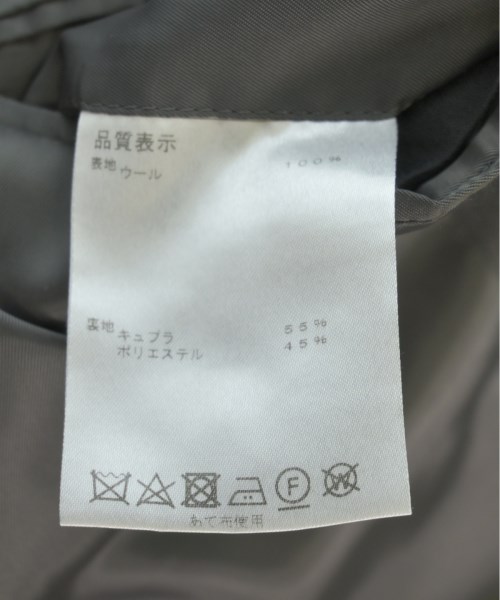 品質表示
表地 ウール 100%
裏地 キュプラ 55%
ポリエステル 45%
F W
あて布使用